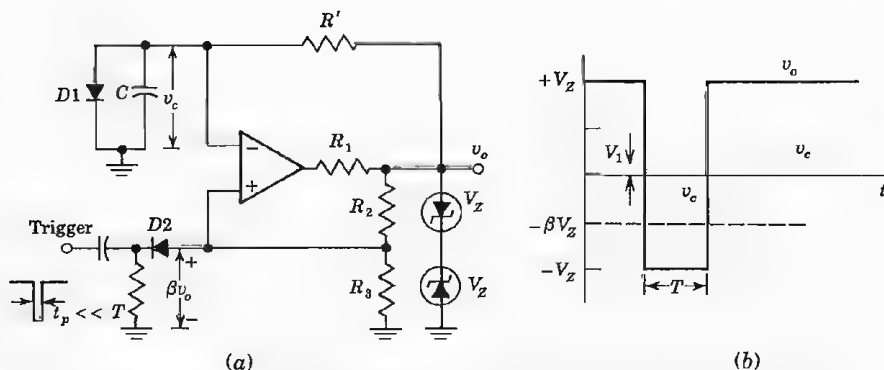 R'
D1
C
v_c
−
+
R_1
v_o
R_2
V_Z
Trigger
D2
+
βv_o
−
R_3
V_Z
t_p << T
(a)
+V_Z
v_o
V_1
v_c
v_c
t
−βV_Z
−V_Z
T
(b)